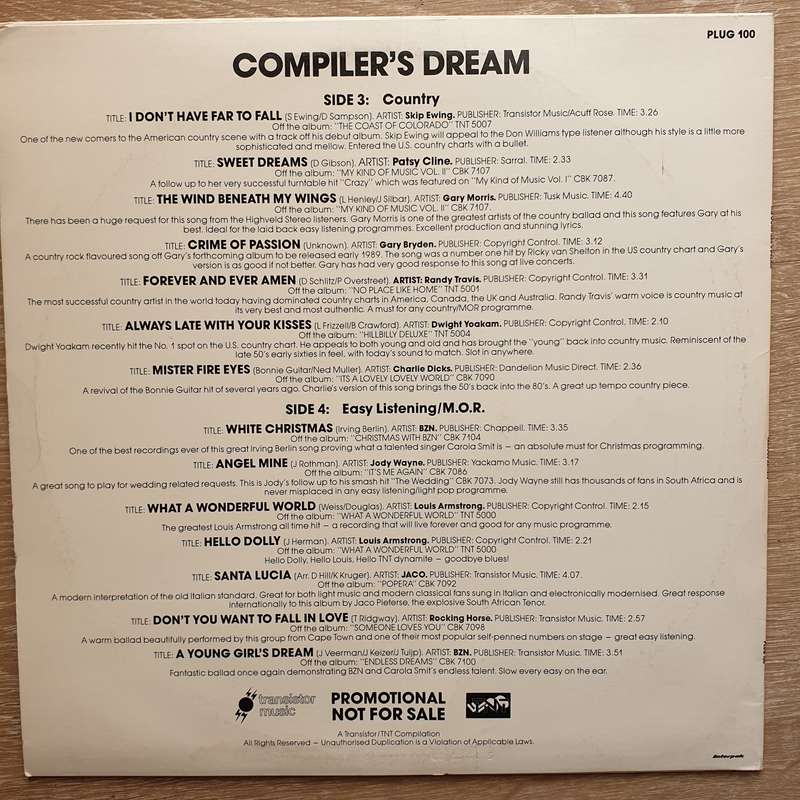 PLUG 100
COMPILER'S DREAM
SIDE 3: Country
TITLE: I DON'T HAVE FAR TO FALL (S Ewing/D Sampson). ARTIST: Skip Ewing. PUBLISHER: Transistor Music/Acuff Rose. TIME: 3.26
Off the album: "THE COAST OF COLORADO" TNT 5007
One of the new comers to the American country scene with a track off his debut album. Skip Ewing will appeal to the Don Williams type listener although his style is a little more
sophisticated and mellow. Entered the U.S. country charts with a bullet.
TITLE: SWEET DREAMS (D Gibson). ARTIST: Patsy Cline. PUBLISHER: Sarral. TIME: 2.33
Off the album: "MY KIND OF MUSIC VOL. II" CBK 7107
A follow up to her very successful turntable hit "Crazy" which was featured on "My Kind of Music Vol. I" CBK 7087.
TITLE: THE WIND BENEATH MY WINGS (L Henley/J Silbar). ARTIST: Gary Morris. PUBLISHER: Tusk Music. TIME: 4.40
Off the album: "MY KIND OF MUSIC VOL. II" CBK 7107.
There has been a huge request for this song from the Highveld Stereo listeners. Gary Morris is one of the greatest artists of the country ballad and this song features Gary at his
best. Ideal for the laid back easy listening programmes. Excellent production and stunning lyrics.
TITLE: CRIME OF PASSION (Unknown). ARTIST: Gary Bryden. PUBLISHER: Copyright Control. TIME: 3.12
A country rock flavoured song off Gary's forthcoming album to be released early 1989. The song was a number one hit by Ricky van Shelton in the US country chart and Gary's
version is as good if not better. Gary has had very good response to this song at live concerts.
TITLE: FOREVER AND EVER AMEN (D Schlitz/P Overstreet). ARTIST: Randy Travis. PUBLISHER: Copyright Control. TIME: 3.31
Off the album: "NO PLACE LIKE HOME" TNT 5001
The most successful country artist in the world today having dominated country charts in America, Canada, the UK and Australia. Randy Travis' warm voice is country music at
its very best and most authentic. A must for any country/MOR programme.
TITLE: ALWAYS LATE WITH YOUR KISSES (L Frizzell/B Crawford). ARTIST: Dwight Yoakam. PUBLISHER: Copyright Control. TIME: 2.10
Off the album: "HILLBILLY DELUXE" TNT 5004
Dwight Yoakam recently hit the No. 1 spot on the U.S. country chart. He appeals to both young and old and has brought the "young" back into country music. Reminiscent of the
late 50's early sixties in feel, with today's sound to match. Slot in anywhere.
TITLE: MISTER FIRE EYES (Bonnie Guitar/Ned Muller). ARTIST: Charlie Dicks. PUBLISHER: Dandelion Music Direct. TIME: 2.36
Off the album: "ITS A LOVELY LOVELY WORLD" CBK 7090
A revival of the Bonnie Guitar hit of several years ago. Charlie's version of this song brings the 50's back into the 80's. A great up tempo country piece.
SIDE 4: Easy Listening/M.O.R.
TITLE: WHITE CHRISTMAS (Irving Berlin). ARTIST: BZN. PUBLISHER: Chappell. TIME: 3.35
Off the album: "CHRISTMAS WITH BZN" CBK 7104
One of the best recordings ever of this great Irving Berlin song proving what a talented singer Carola Smit is – an absolute must for Christmas programming.
TITLE: ANGEL MINE (J Rothman). ARTIST: Jody Wayne. PUBLISHER: Yackamo Music. TIME: 3.17
Off the album: "IT'S ME AGAIN" CBK 7086
A great song to play for wedding related requests. This is Jody's follow up to his smash hit "The Wedding" CBK 7073. Jody Wayne still has thousands of fans in South Africa and is
never misplaced in any easy listening/light pop programme.
TITLE: WHAT A WONDERFUL WORLD (Weiss/Douglas). ARTIST: Louis Armstrong. PUBLISHER: Copyright Control. TIME: 2.15
Off the album: "WHAT A WONDERFUL WORLD" TNT 5000
The greatest Louis Armstrong all time hit – a recording that will live forever and good for any music programme.
TITLE: HELLO DOLLY (J Herman). ARTIST: Louis Armstrong. PUBLISHER: Copyright Control. TIME: 2.21
Off the album: "WHAT A WONDERFUL WORLD" TNT 5000
Hello Dolly, Hello Louis, Hello TNT dynamite – goodbye blues!
TITLE: SANTA LUCIA (Arr. D Hill/K Kruger). ARTIST: JACO. PUBLISHER: Transistor Music. TIME: 4.07.
Off the album: "POPERA" CBK 7092
A modern interpretation of the old Italian standard. Great for both light music and modern classical fans sung in Italian and electronically modernised. Great response
internationally to this album by Jaco Pieterse, the explosive South African Tenor.
TITLE: DON'T YOU WANT TO FALL IN LOVE (T Ridgway). ARTIST: Rocking Horse. PUBLISHER: Transistor Music. TIME: 2.57
Off the album: "SOMEONE LOVES YOU" CBK 7098
A warm ballad beautifully performed by this group from Cape Town and one of their most popular self-penned numbers on stage – great easy listening.
TITLE: A YOUNG GIRL'S DREAM (J Veerman/J Keizer/J Tuijp). ARTIST: BZN. PUBLISHER: Transistor Music. TIME: 3.51
Off the album: "ENDLESS DREAMS" CBK 7100
Fantastic ballad once again demonstrating BZN and Carola Smit's endless talent. Slow every easy on the ear.
transistor
music
PROMOTIONAL
NOT FOR SALE
A Transistor/TNT Compilation
All Rights Reserved – Unauthorised Duplication is a Violation of Applicable Laws.
Interpak